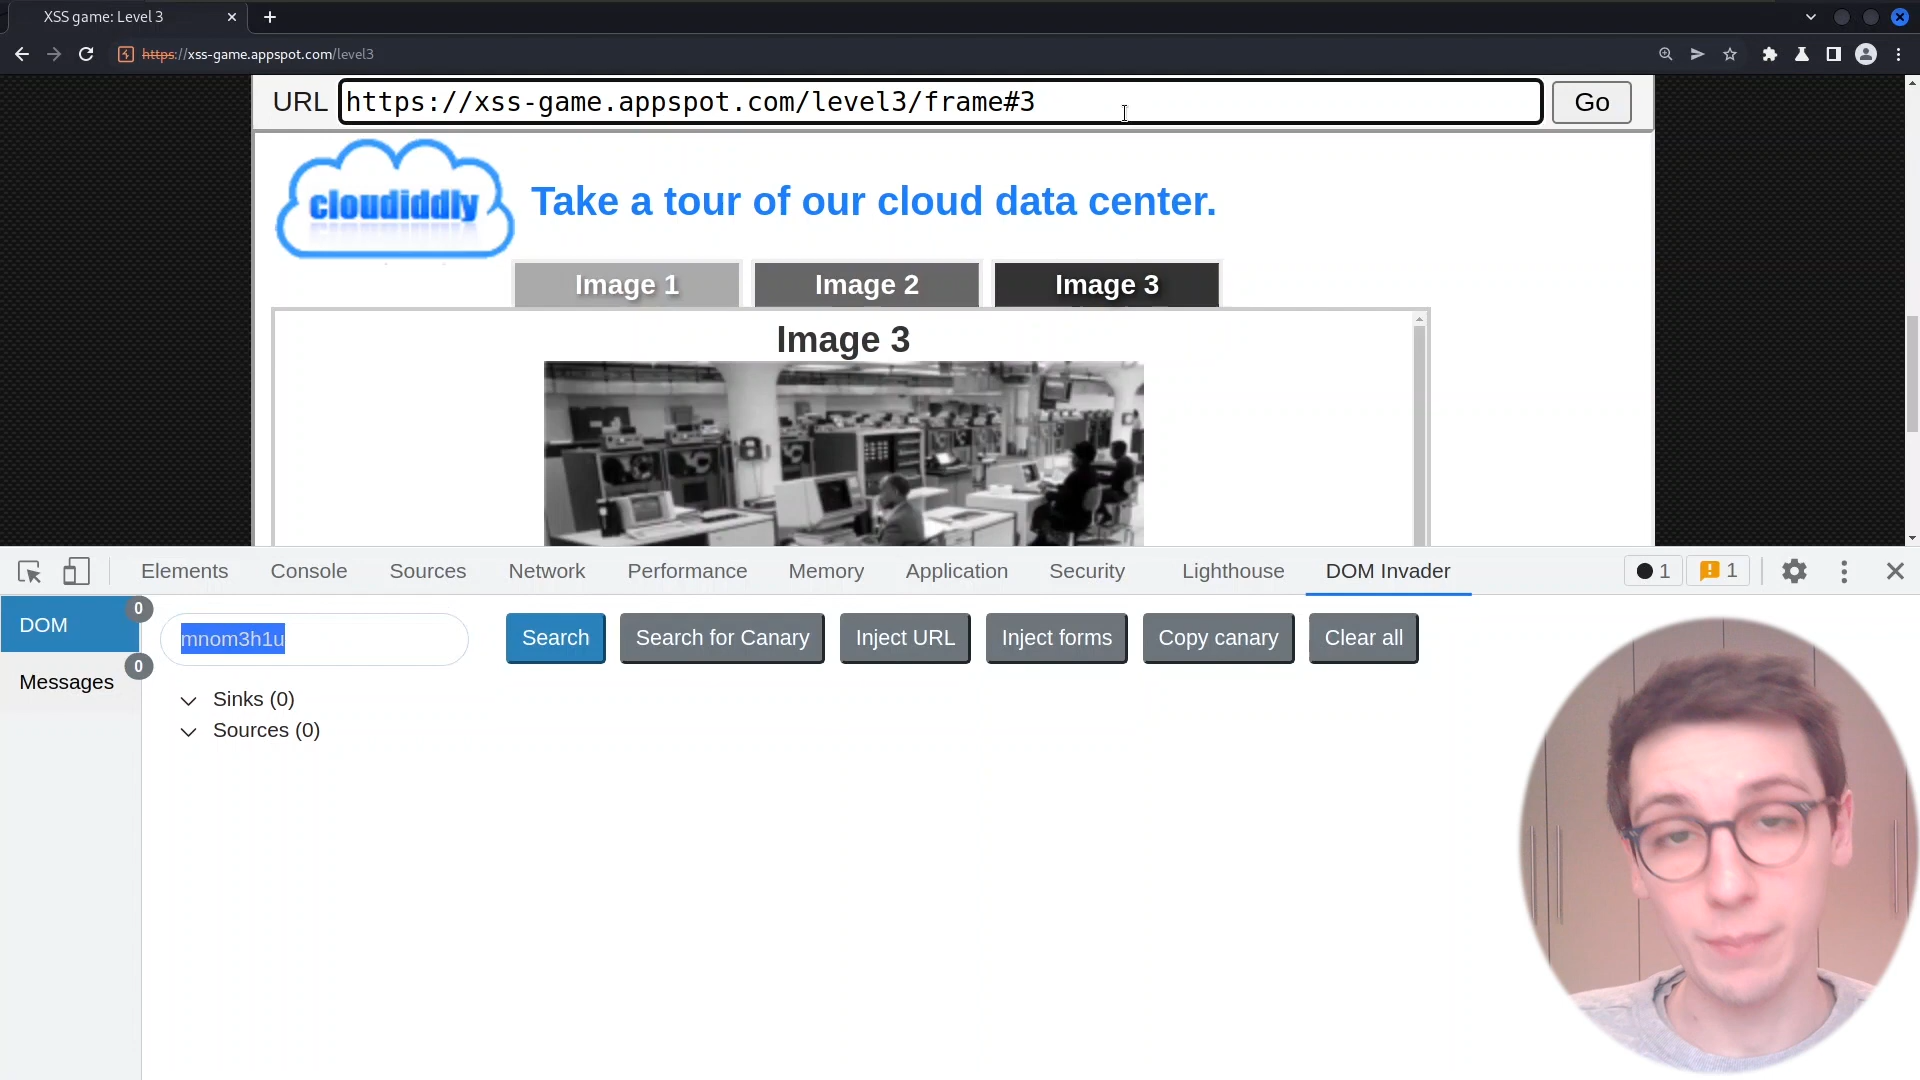 XSS game: Level 3
https://xss-game.appspot.com/level3
URL
https://xss-game.appspot.com/level3/frame#3
Go
cloudiddly
Take a tour of our cloud data center.
Image 1
Image 2
Image 3
Image 3
Elements
Console
Sources
Network
Performance
Memory
Application
Security
Lighthouse
DOM Invader
1
1
DOM
0
Messages
0
mnom3h1u
Search
Search for Canary
Inject URL
Inject forms
Copy canary
Clear all
Sinks (0)
Sources (0)